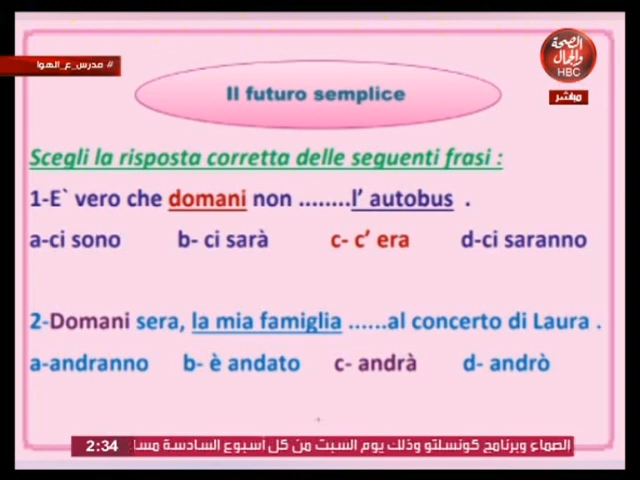 # مدرس_ع_الهوا
الصحة
والجمال
HBC
مباشر
Il futuro semplice
Scegli la risposta corretta delle seguenti frasi :
1-E` vero che domani non ........l' autobus .
a-ci sono b- ci sarà c- c' era d-ci saranno
2-Domani sera, la mia famiglia ......al concerto di Laura .
a-andranno b- è andato c- andrà d- andrò
2:34 الصماء وبرنامج كونسلتو وذلك يوم السبت من كل اسبوع السادسة مسا